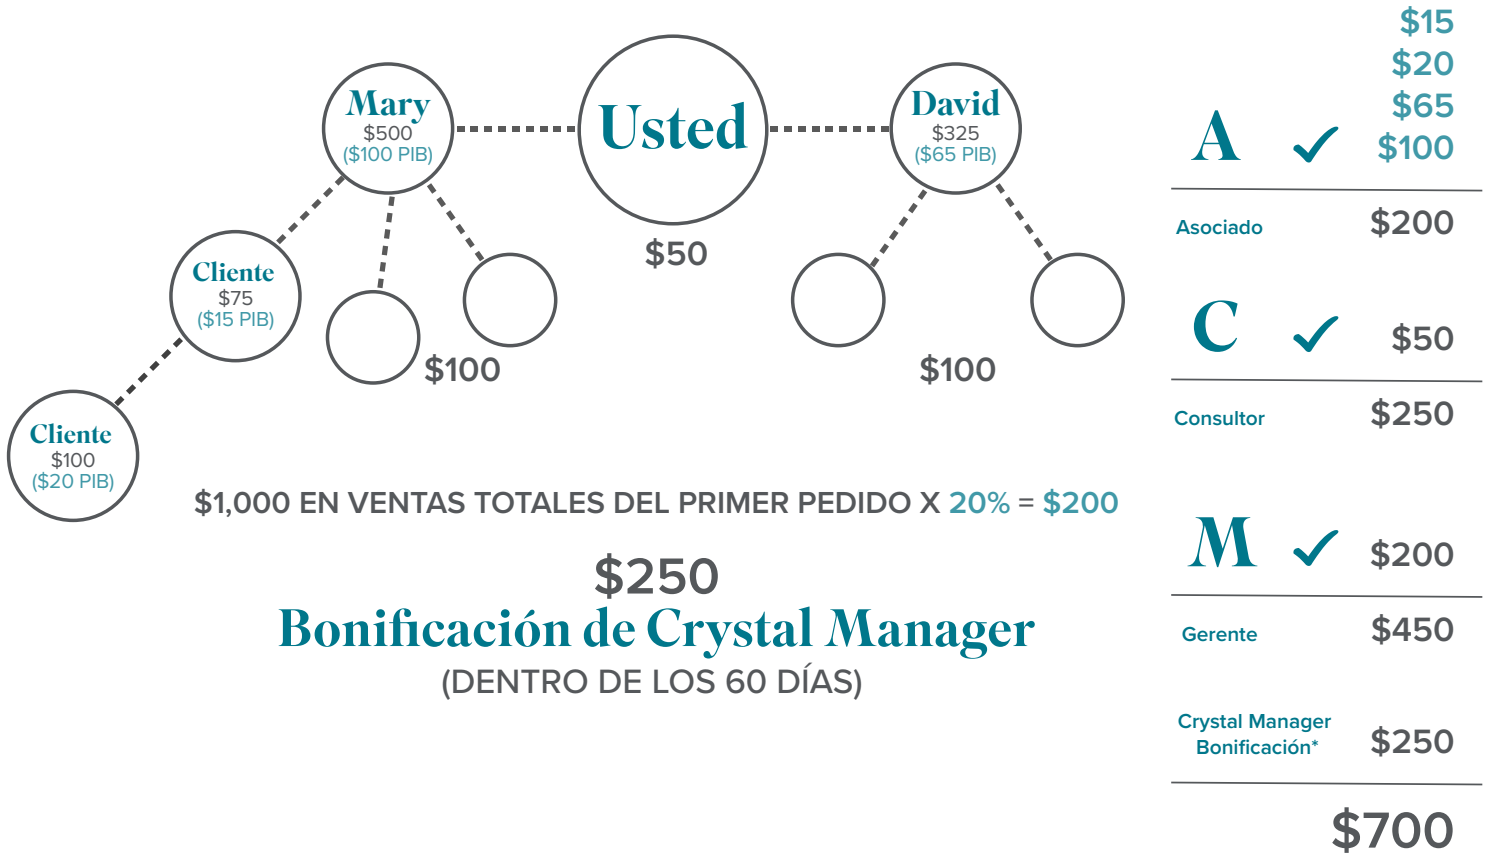 Mary
$500
($100 PIB)
Usted
$50
David
$325
($65 PIB)
Cliente
$75
($15 PIB)
$100
$100
Cliente
$100
($20 PIB)
$1,000 EN VENTAS TOTALES DEL PRIMER PEDIDO X 20% = $200
$250
Bonificación de Crystal Manager
(DENTRO DE LOS 60 DÍAS)
$15
$20
$65
A $100
Asociado $200
C $50
Consultor $250
M $200
Gerente $450
Crystal Manager
Bonificación* $250
$700